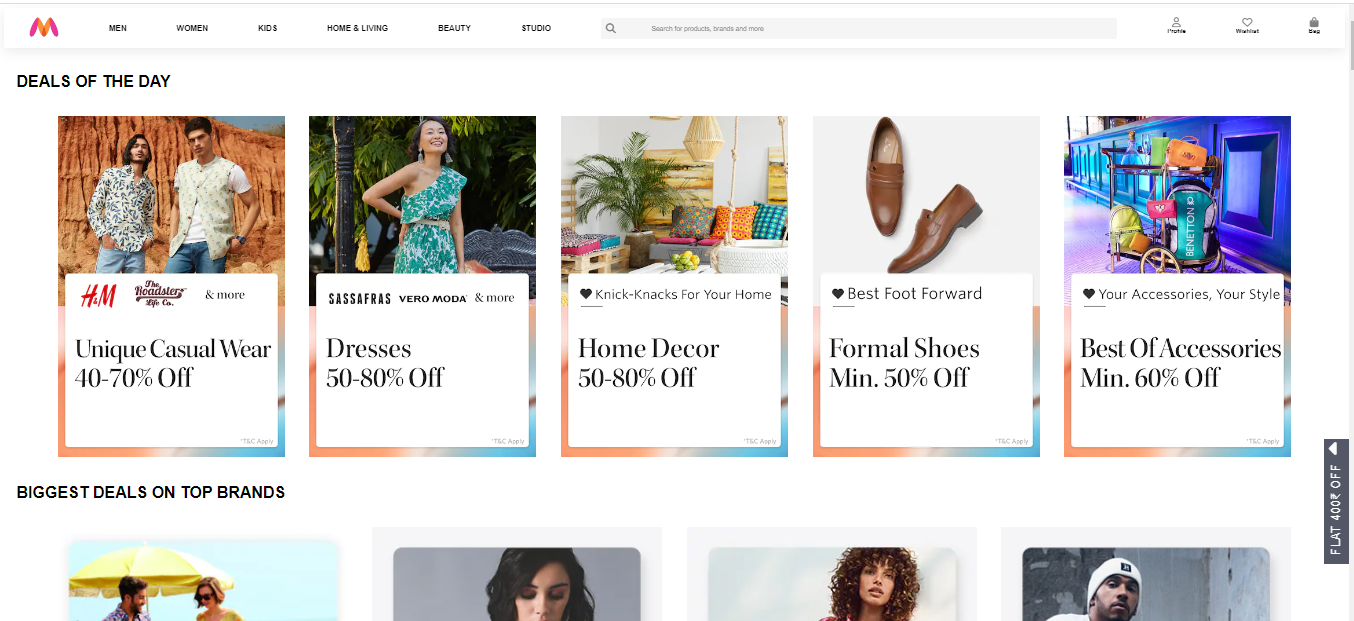 MEN WOMEN KIDS HOME & LIVING BEAUTY STUDIO Search for products, brands and more Profile Wishlist Bag
DEALS OF THE DAY
H&M The Roadster Life Co. & more
Unique Casual Wear
40-70% Off
*T&C Apply
SASSAFRAS VERO MODA & more
Dresses
50-80% Off
*T&C Apply
Knick-Knacks For Your Home
Home Decor
50-80% Off
*T&C Apply
Best Foot Forward
Formal Shoes
Min. 50% Off
*T&C Apply
BENETTON
Your Accessories, Your Style
Best Of Accessories
Min. 60% Off
*T&C Apply
FLAT 400₹ OFF
BIGGEST DEALS ON TOP BRANDS